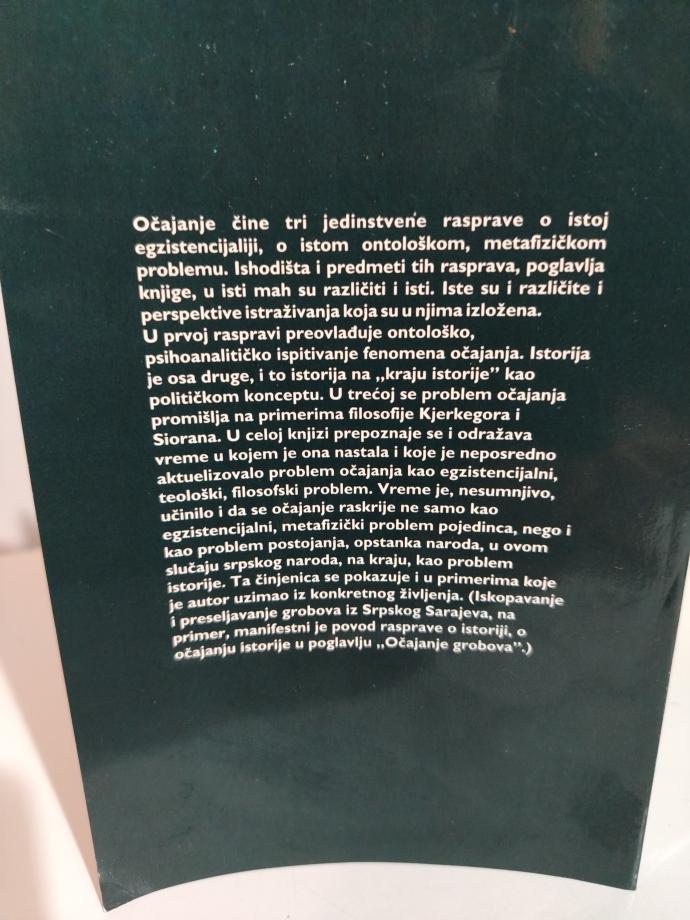 Očajanje čine tri jedinstvene rasprave o istoj
egzistencijaliji, o istom ontološkom, metafizičkom
problemu. Ishodišta i predmeti tih rasprava, poglavlja
knjige, u isti mah su različiti i isti. Iste su i različite i
perspektive istraživanja koja su u njima izložena.
U prvoj raspravi preovlađuje ontološko,
psihoanalitičko ispitivanje fenomena očajanja. Istorija
je osa druge, i to istorija na „kraju istorije” kao
političkom konceptu. U trećoj se problem očajanja
promišlja na primerima filosofije Kjerkegora i
Siorana. U celoj knjizi prepoznaje se i odražava
vreme u kojem je ona nastala i koje je neposredno
aktuelizovalo problem očajanja kao egzistencijalni,
teološki, filosofski problem. Vreme je, nesumnjivo,
učinilo i da se očajanje raskrije ne samo kao
egzistencijalni, metafizički problem pojedinca, nego i
kao problem postojanja, opstanka naroda, u ovom
slučaju srpskog naroda, na kraju, kao problem
istorije. Ta činjenica se pokazuje i u primerima koje
je autor uzimao iz konkretnog življenja. (Iskopavanje
i preseljavanje grobova iz Srpskog Sarajeva, na
primer, manifestni je povod rasprave o istoriji, o
očajanju istorije u poglavlju „Očajanje grobova”.)